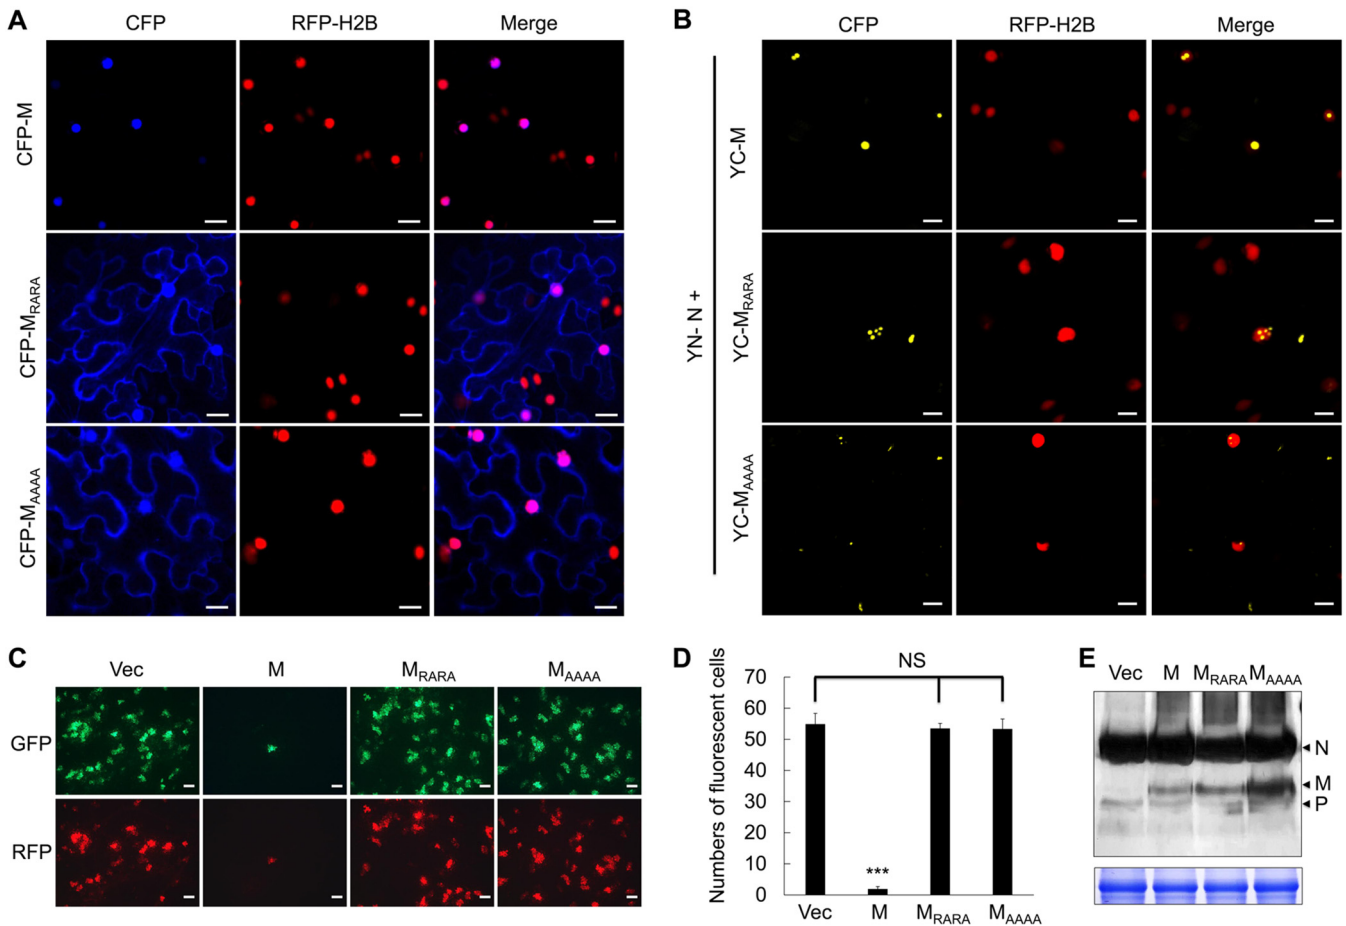 A
CFP RFP-H2B Merge
CFP-M
CFP-MRARA
CFP-MAAAA
B
CFP RFP-H2B Merge
YN- N +
YC-M
YC-MRARA
YC-MAAAA
C
Vec M MRARA MAAAA
GFP
RFP
D
Numbers of fluorescent cells
NS
70
60
50
40
30
20
10
0
***
Vec M MRARA MAAAA
E
Vec M MRARA MAAAA
N
M
P